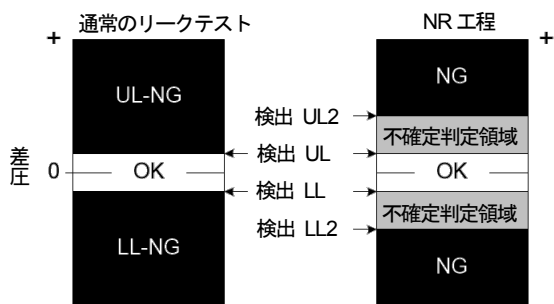 通常のリークテスト
NR 工程
+
+
UL-NG
NG
検出 UL2
不確定判定領域
検出 UL
差圧
0
OK
OK
検出 LL
不確定判定領域
検出 LL2
LL-NG
NG